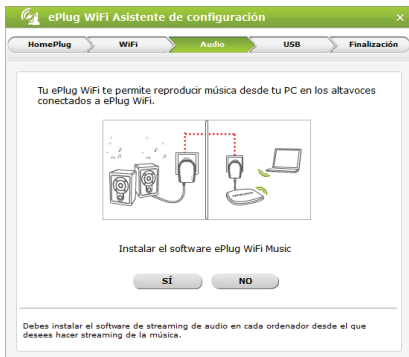 ePlug WiFi Asistente de configuración
HomePlug WiFi Audio USB Finalización
Tu ePlug WiFi te permite reproducir música desde tu PC en los altavoces
conectados a ePlug WiFi.
Instalar el software ePlug WiFi Music
SÍ NO
Debes instalar el software de streaming de audio en cada ordenador desde el que
desees hacer streaming de la música.